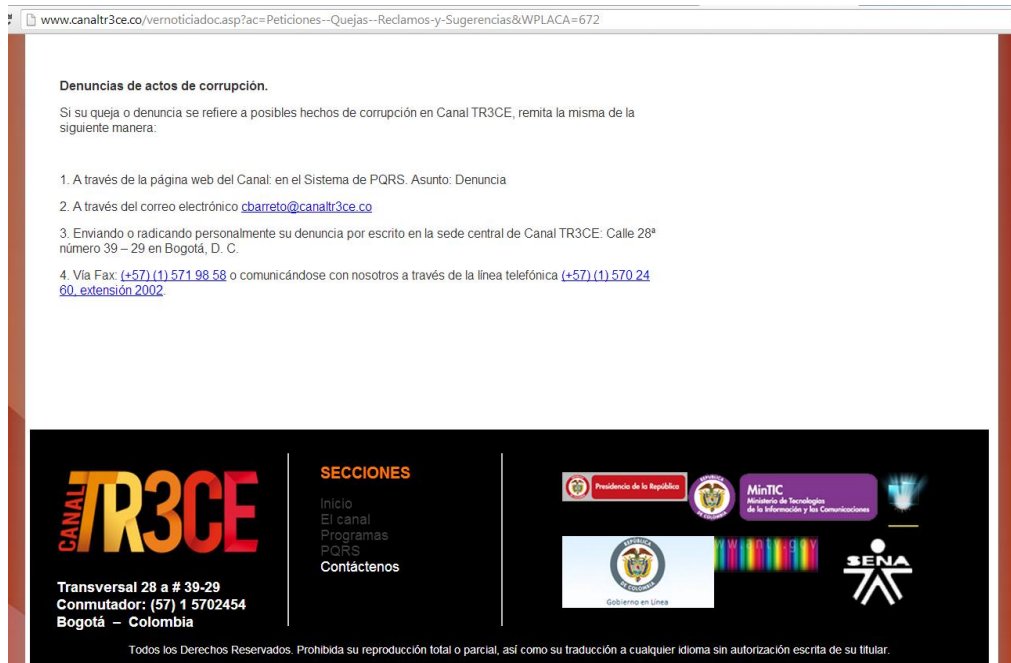 www.canaltr3ce.co/vernoticiadoc.asp?ac=Peticiones--Quejas--Reclamos-y-Sugerencias&WPLACA=672
Denuncias de actos de corrupción.
Si su queja o denuncia se refiere a posibles hechos de corrupción en Canal TR3CE, remita la misma de la
siguiente manera:
1. A través de la página web del Canal: en el Sistema de PQRS. Asunto: Denuncia
2. A través del correo electrónico cbarreto@canaltr3ce.co
3. Enviando o radicando personalmente su denuncia por escrito en la sede central de Canal TR3CE: Calle 28ª
número 39 – 29 en Bogotá, D. C.
4. Vía Fax: (+57) (1) 571 98 58 o comunicándose con nosotros a través de la línea telefónica (+57) (1) 570 24
60, extensión 2002.
CANAL TR3CE
Transversal 28 a # 39-29
Conmutador: (57) 1 5702454
Bogotá – Colombia
SECCIONES
Inicio
El canal
Programas
PQRS
Contáctenos
Presidencia de la República
REPUBLICA
DE COLOMBIA
MinTIC
Ministerio de Tecnologías
de la Información y las Comunicaciones
REPUBLICA
DE COLOMBIA
Gobierno en Línea
SENA
Todos los Derechos Reservados. Prohibida su reproducción total o parcial, así como su traducción a cualquier idioma sin autorización escrita de su titular.